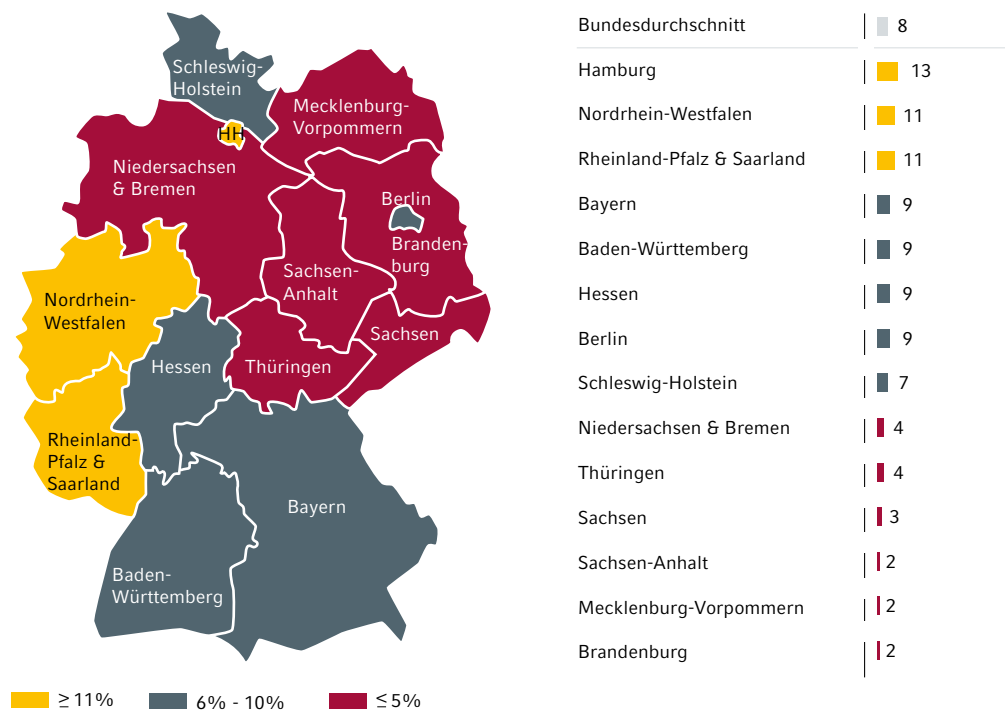 Schleswig-
Holstein
Mecklenburg-
Vorpommern
HH
Niedersachsen
& Bremen
Berlin
Branden-
burg
Sachsen-
Anhalt
Nordrhein-
Westfalen
Sachsen
Hessen
Thüringen
Rheinland-
Pfalz &
Saarland
Bayern
Baden-
Württemberg
≥ 11%
6% - 10%
≤ 5%
Bundesdurchschnitt 8
Hamburg 13
Nordrhein-Westfalen 11
Rheinland-Pfalz & Saarland 11
Bayern 9
Baden-Württemberg 9
Hessen 9
Berlin 9
Schleswig-Holstein 7
Niedersachsen & Bremen 4
Thüringen 4
Sachsen 3
Sachsen-Anhalt 2
Mecklenburg-Vorpommern 2
Brandenburg 2